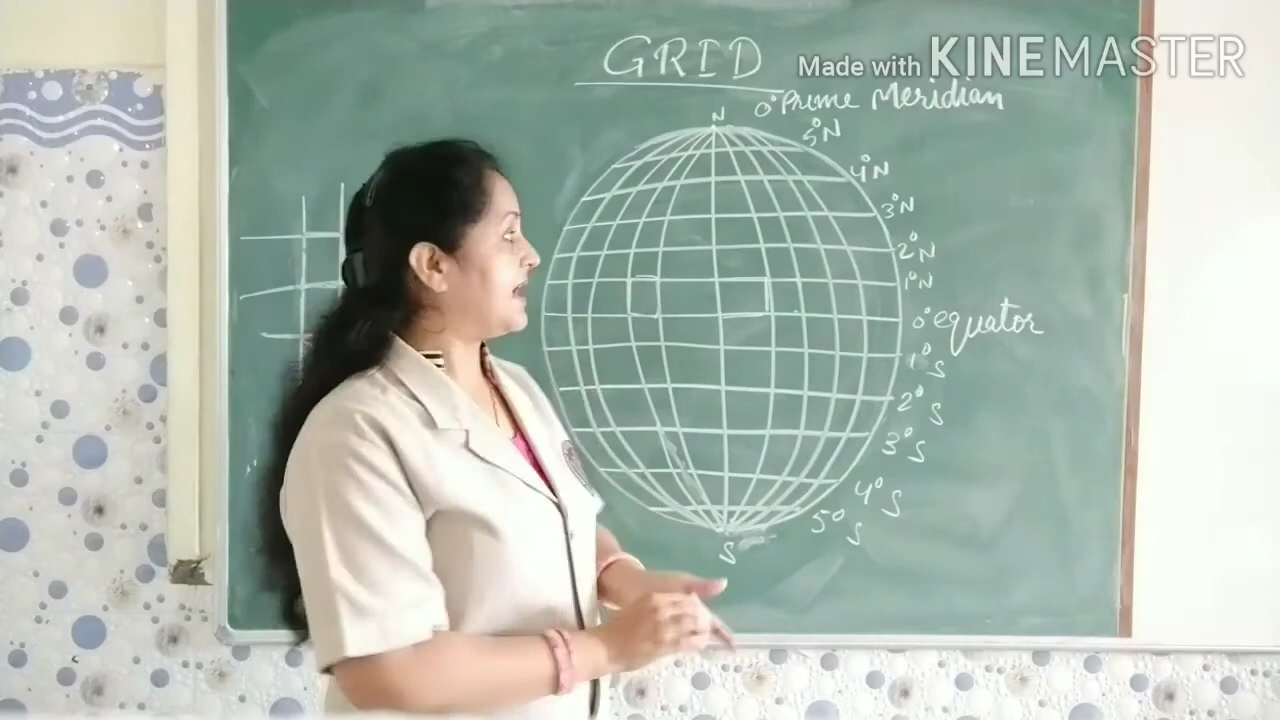 GRID
Made with KINEMASTER
N
0° Prime Meridian
5°N
4°N
3°N
2°N
1°N
0° equator
1° S
2° S
3° S
4° S
5° S
S